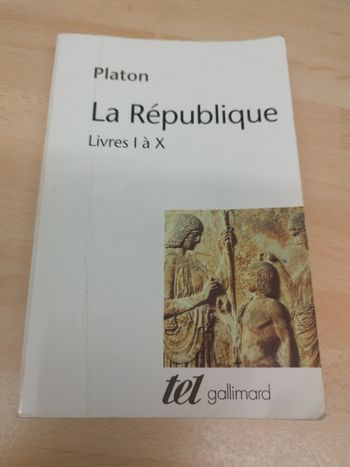 Platon
La République
Livres I à X
tel gallimard